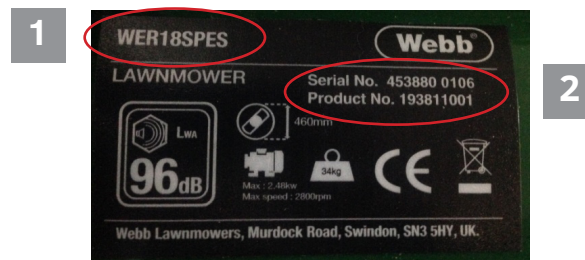 1
WER18SPES
Webb
LAWNMOWER
Serial No. 453880 0106
Product No. 193811001
2
460mm
LWA
96dB
34kg
CE
Max : 2.48kw
Max speed : 2800rpm
Webb Lawnmowers, Murdock Road, Swindon, SN3 5HY, UK.